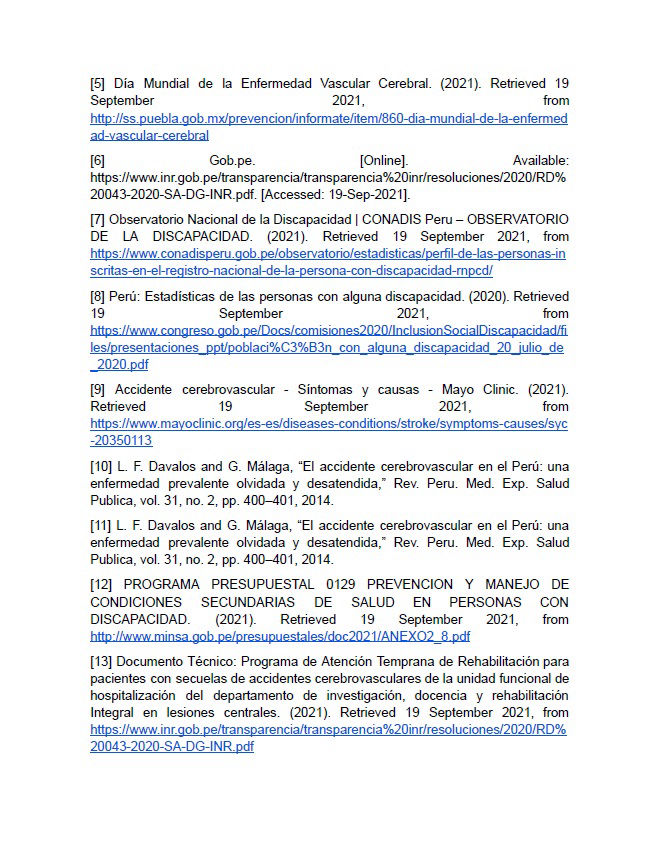 [5] Día Mundial de la Enfermedad Vascular Cerebral. (2021). Retrieved 19
September 2021, from
http://ss.puebla.gob.mx/prevencion/informate/item/860-dia-mundial-de-la-enfermed
ad-vascular-cerebral
[6] Gob.pe. [Online]. Available:
https://www.inr.gob.pe/transparencia/transparencia%20inr/resoluciones/2020/RD%
20043-2020-SA-DG-INR.pdf. [Accessed: 19-Sep-2021].
[7] Observatorio Nacional de la Discapacidad | CONADIS Peru – OBSERVATORIO
DE LA DISCAPACIDAD. (2021). Retrieved 19 September 2021, from
https://www.conadisperu.gob.pe/observatorio/estadisticas/perfil-de-las-personas-in
scritas-en-el-registro-nacional-de-la-persona-con-discapacidad-rnpcd/
[8] Perú: Estadísticas de las personas con alguna discapacidad. (2020). Retrieved
19 September 2021, from
https://www.congreso.gob.pe/Docs/comisiones2020/InclusionSocialDiscapacidad/fi
les/presentaciones_ppt/poblaci%C3%B3n_con_alguna_discapacidad_20_julio_de
_2020.pdf
[9] Accidente cerebrovascular - Síntomas y causas - Mayo Clinic. (2021).
Retrieved 19 September 2021, from
https://www.mayoclinic.org/es-es/diseases-conditions/stroke/symptoms-causes/syc
-20350113
[10] L. F. Davalos and G. Málaga, “El accidente cerebrovascular en el Perú: una
enfermedad prevalente olvidada y desatendida,” Rev. Peru. Med. Exp. Salud
Publica, vol. 31, no. 2, pp. 400–401, 2014.
[11] L. F. Davalos and G. Málaga, “El accidente cerebrovascular en el Perú: una
enfermedad prevalente olvidada y desatendida,” Rev. Peru. Med. Exp. Salud
Publica, vol. 31, no. 2, pp. 400–401, 2014.
[12] PROGRAMA PRESUPUESTAL 0129 PREVENCION Y MANEJO DE
CONDICIONES SECUNDARIAS DE SALUD EN PERSONAS CON
DISCAPACIDAD. (2021). Retrieved 19 September 2021, from
http://www.minsa.gob.pe/presupuestales/doc2021/ANEXO2_8.pdf
[13] Documento Técnico: Programa de Atención Temprana de Rehabilitación para
pacientes con secuelas de accidentes cerebrovasculares de la unidad funcional de
hospitalización del departamento de investigación, docencia y rehabilitación
Integral en lesiones centrales. (2021). Retrieved 19 September 2021, from
https://www.inr.gob.pe/transparencia/transparencia%20inr/resoluciones/2020/RD%
20043-2020-SA-DG-INR.pdf